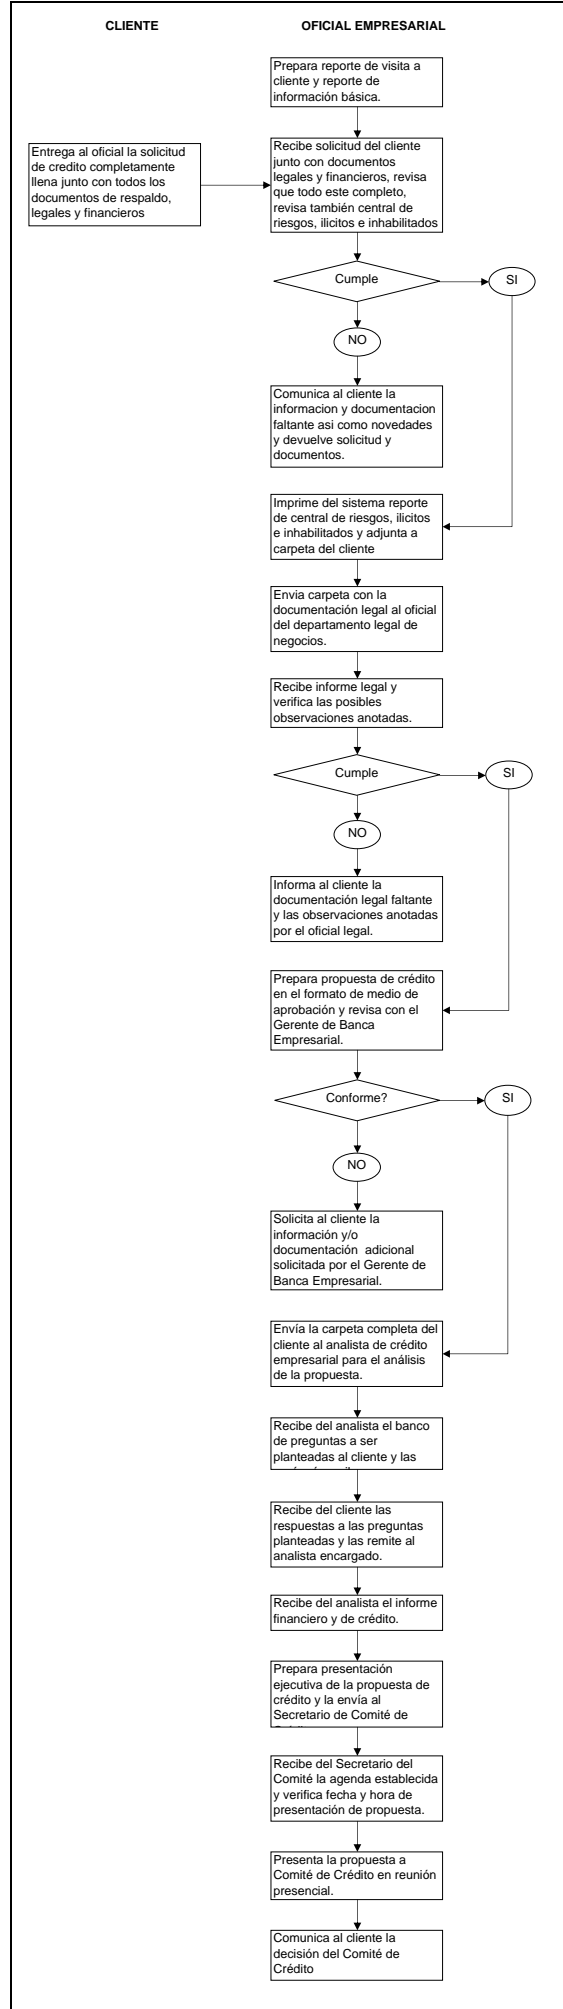 CLIENTE
OFICIAL EMPRESARIAL
Prepara reporte de visita a
cliente y reporte de
información básica.
Entrega al oficial la solicitud
de credito completamente
llena junto con todos los
documentos de respaldo,
legales y financieros
Recibe solicitud del cliente
junto con documentos
legales y financieros, revisa
que todo este completo,
revisa también central de
riesgos, ilicitos e inhabilitados
Cumple
SI
NO
Comunica al cliente la
informacion y documentacion
faltante asi como novedades
y devuelve solicitud y
documentos.
Imprime del sistema reporte
de central de riesgos, ilicitos
e inhabilitados y adjunta a
carpeta del cliente
Envia carpeta con la
documentación legal al oficial
del departamento legal de
negocios.
Recibe informe legal y
verifica las posibles
observaciones anotadas.
Cumple
SI
NO
Informa al cliente la
documentación legal faltante
y las observaciones anotadas
por el oficial legal.
Prepara propuesta de crédito
en el formato de medio de
aprobación y revisa con el
Gerente de Banca
Empresarial.
Conforme?
SI
NO
Solicita al cliente la
información y/o
documentación  adicional
solicitada por el Gerente de
Banca Empresarial.
Envía la carpeta completa del
cliente al analista de crédito
empresarial para el análisis
de la propuesta.
Recibe del analista el banco
de preguntas a ser
planteadas al cliente y las
Recibe del cliente las
respuestas a las preguntas
planteadas y las remite al
analista encargado.
Recibe del analista el informe
financiero y de crédito.
Prepara presentación
ejecutiva de la propuesta de
crédito y la envía al
Secretario de Comité de
Recibe del Secretario del
Comité la agenda establecida
y verifica fecha y hora de
presentación de propuesta.
Presenta la propuesta a
Comité de Crédito en reunión
presencial.
Comunica al cliente la
decisión del Comité de
Crédito